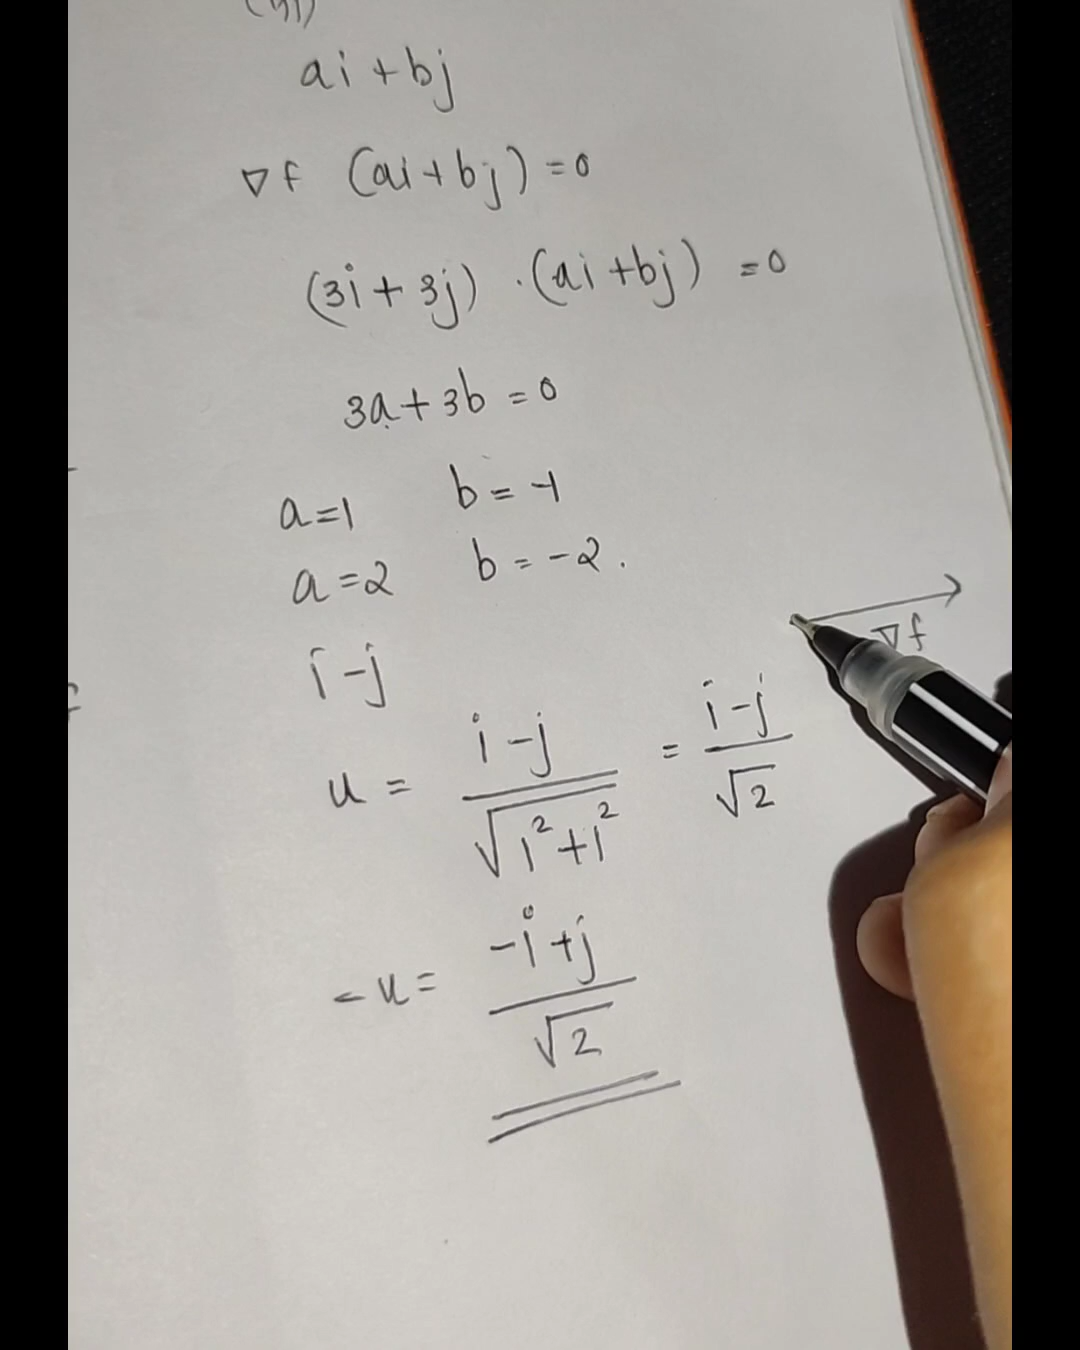 ai + bj
∇f (ai + bj) = 0
(3i + 3j) · (ai + bj) = 0
3a + 3b = 0
a = 1 b = -1
a = 2 b = -2.
i - j
∇f
u = i - j / √1² + 1² = i - j / √2
- u = -i + j / √2